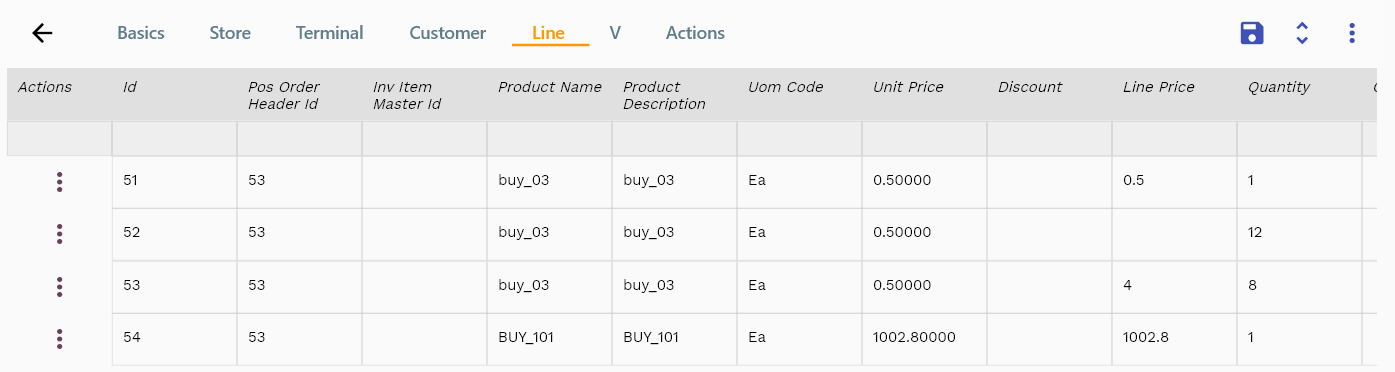 Basics Store Terminal Customer Line V Actions
Actions Id Pos Order Header Id Inv Item Master Id Product Name Product Description Uom Code Unit Price Discount Line Price Quantity
51 53 buy_03 buy_03 Ea 0.50000 0.5 1
52 53 buy_03 buy_03 Ea 0.50000 12
53 53 buy_03 buy_03 Ea 0.50000 4 8
54 53 BUY_101 BUY_101 Ea 1002.80000 1002.8 1